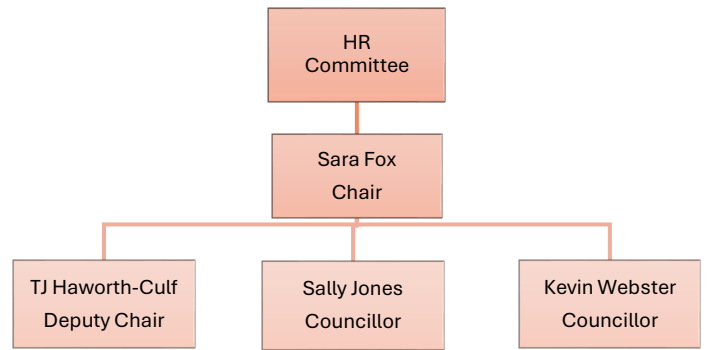 HR
Committee
Sara Fox
Chair
TJ Haworth-Culf
Deputy Chair
Sally Jones
Councillor
Kevin Webster
Councillor